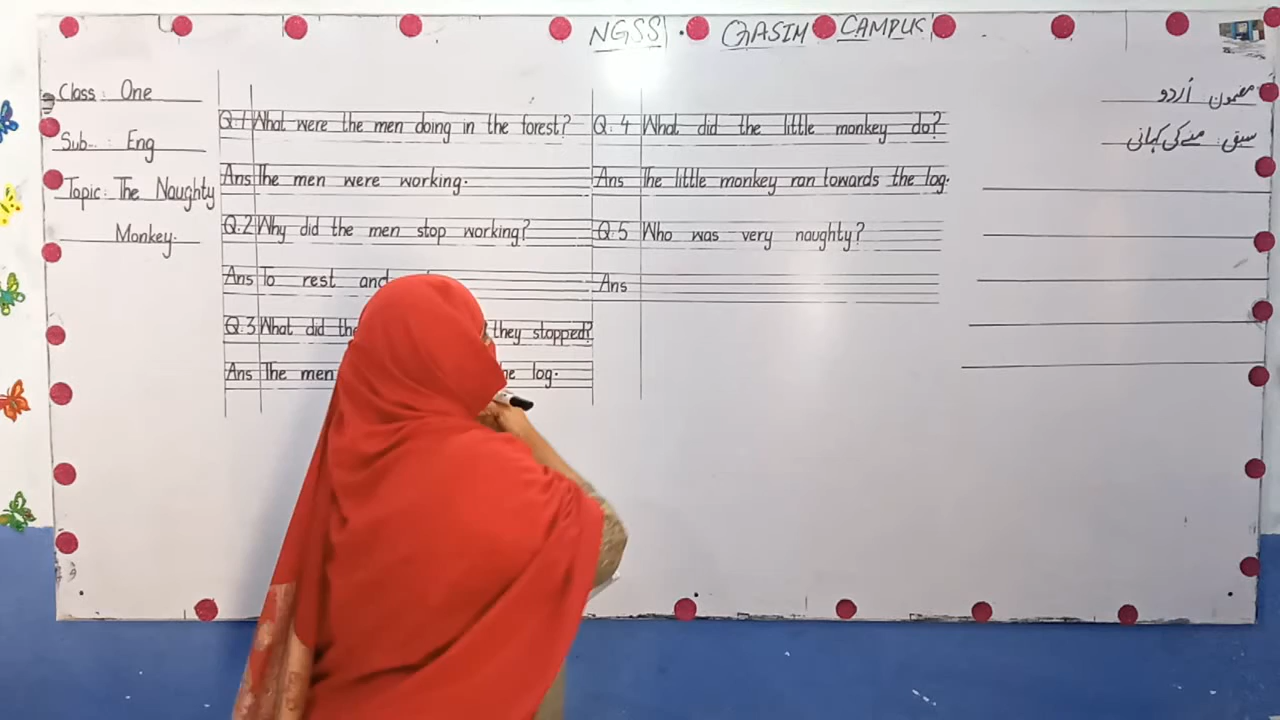 NGSS . QASIM CAMPUS
Class: One
Sub..: Eng
Topic: The Naughty
Monkey.
Q.1 What were the men doing in the forest?
Ans The men were working.
Q.2 Why did the men stop working?
Ans To rest and
Q.3 What did the they stopped?
Ans The men log.
Q.4 What did the little monkey do?
Ans The little monkey ran towards the log.
Q.5 Who was very naughty?
Ans
مضمون اُردو
سبق: کی کہانی